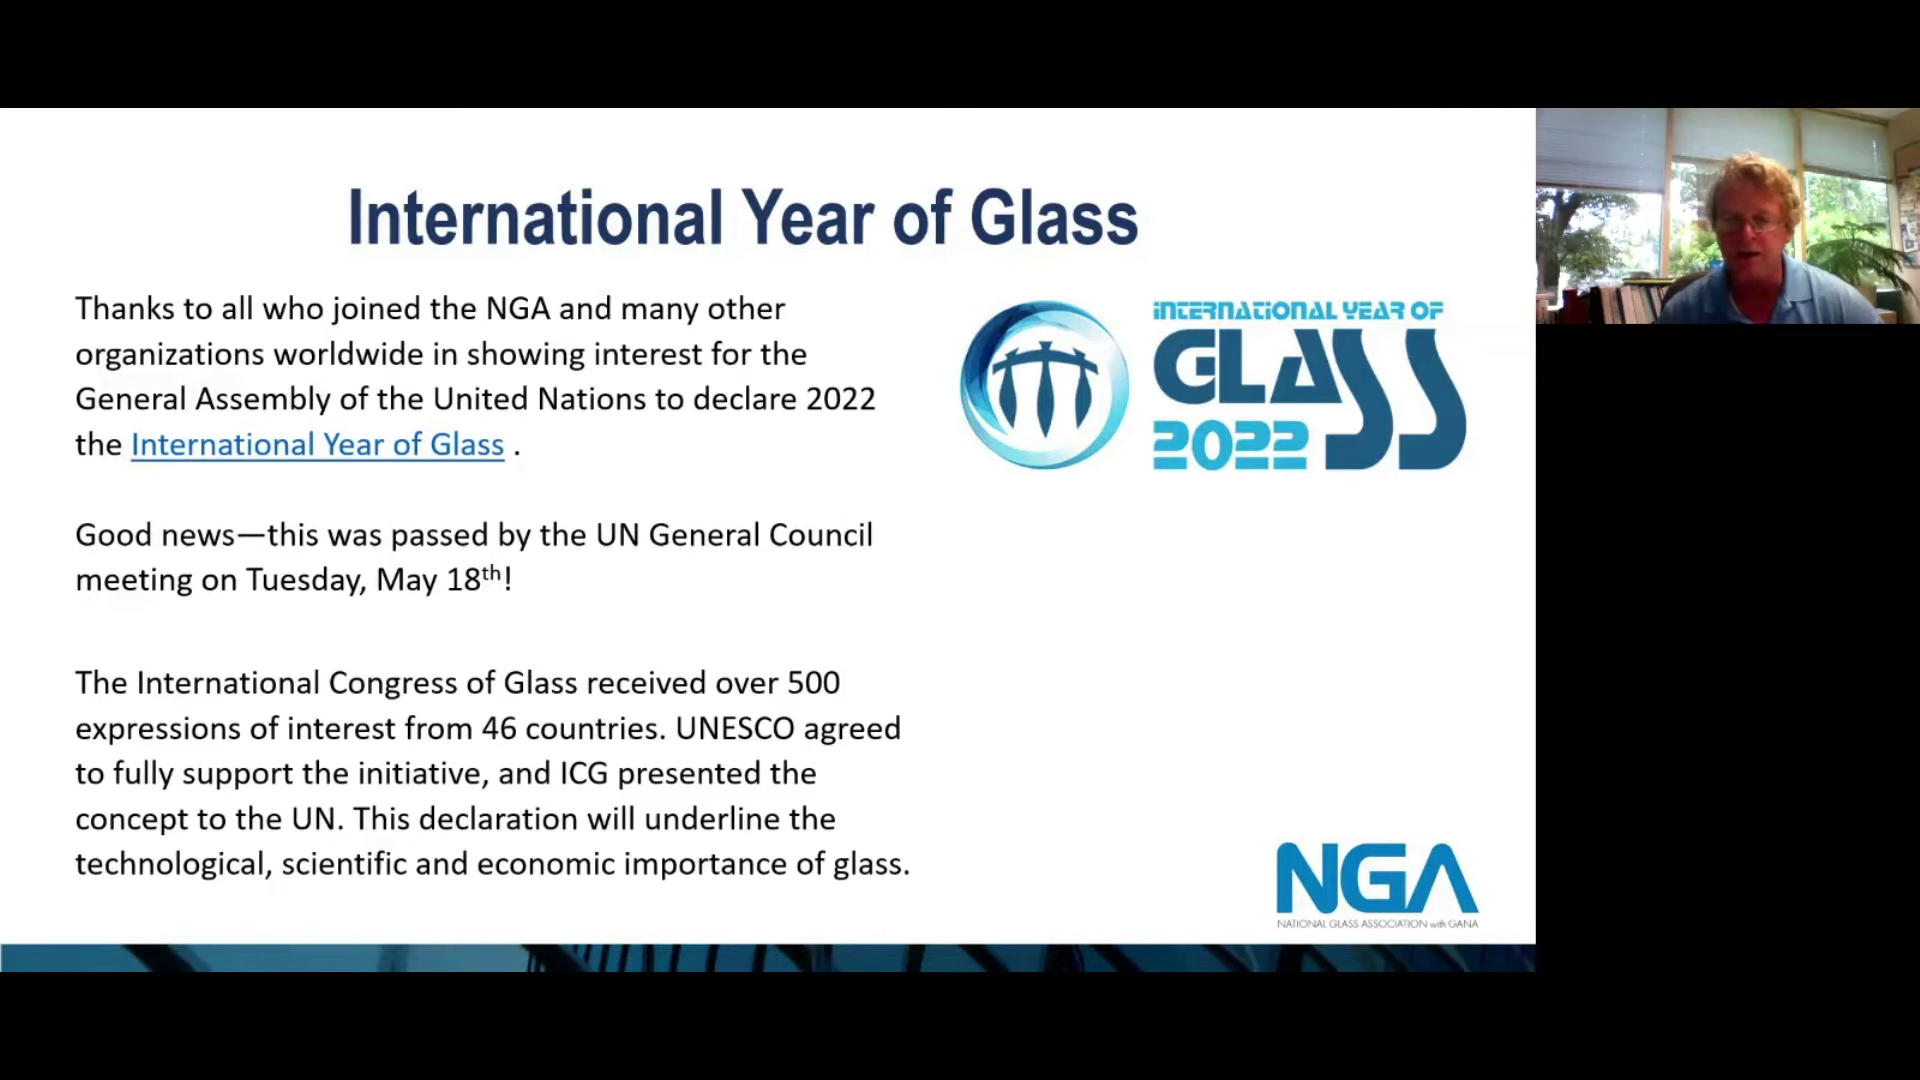 International Year of Glass
Thanks to all who joined the NGA and many other
organizations worldwide in showing interest for the
General Assembly of the United Nations to declare 2022
the International Year of Glass .
Good news—this was passed by the UN General Council
meeting on Tuesday, May 18th!
The International Congress of Glass received over 500
expressions of interest from 46 countries. UNESCO agreed
to fully support the initiative, and ICG presented the
concept to the UN. This declaration will underline the
technological, scientific and economic importance of glass.
INTERNATIONAL YEAR OF
GLASS
2022
NGA
NATIONAL GLASS ASSOCIATION with GANA